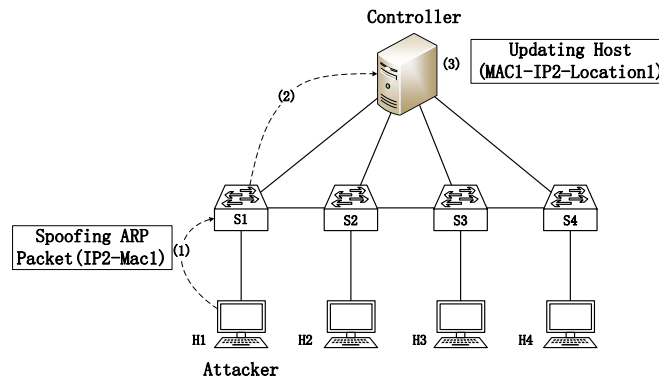 Controller
(3)
Updating Host
(MAC1-IP2-Location1)
(2)
S1
S2
S3
S4
Spoofing ARP
Packet(IP2-Mac1)
(1)
H1
H2
H3
H4
Attacker